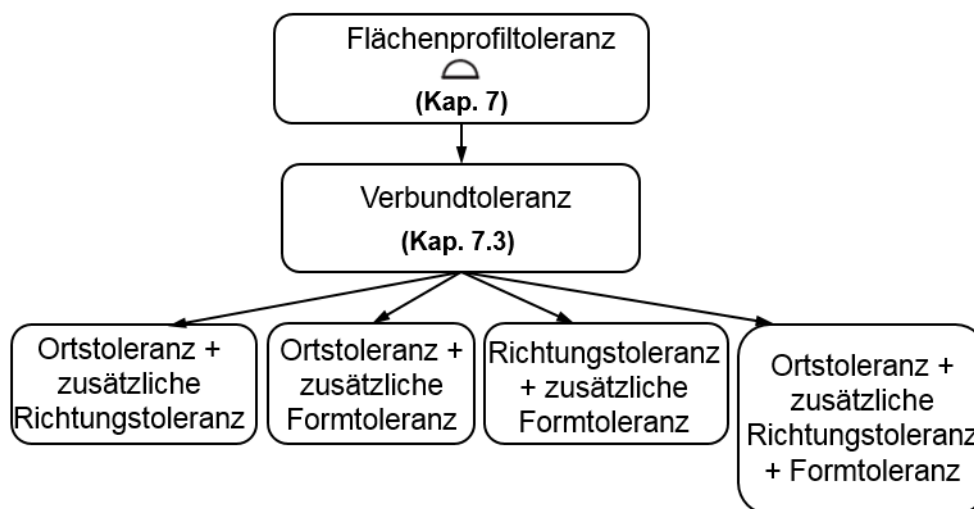 Flächenprofiltoleranz
(Kap. 7)
Verbundtoleranz
(Kap. 7.3)
Ortstoleranz +
zusätzliche
Richtungstoleranz
Ortstoleranz +
zusätzliche
Formtoleranz
Richtungstoleranz
+ zusätzliche
Formtoleranz
Ortstoleranz +
zusätzliche
Richtungstoleranz
+ Formtoleranz